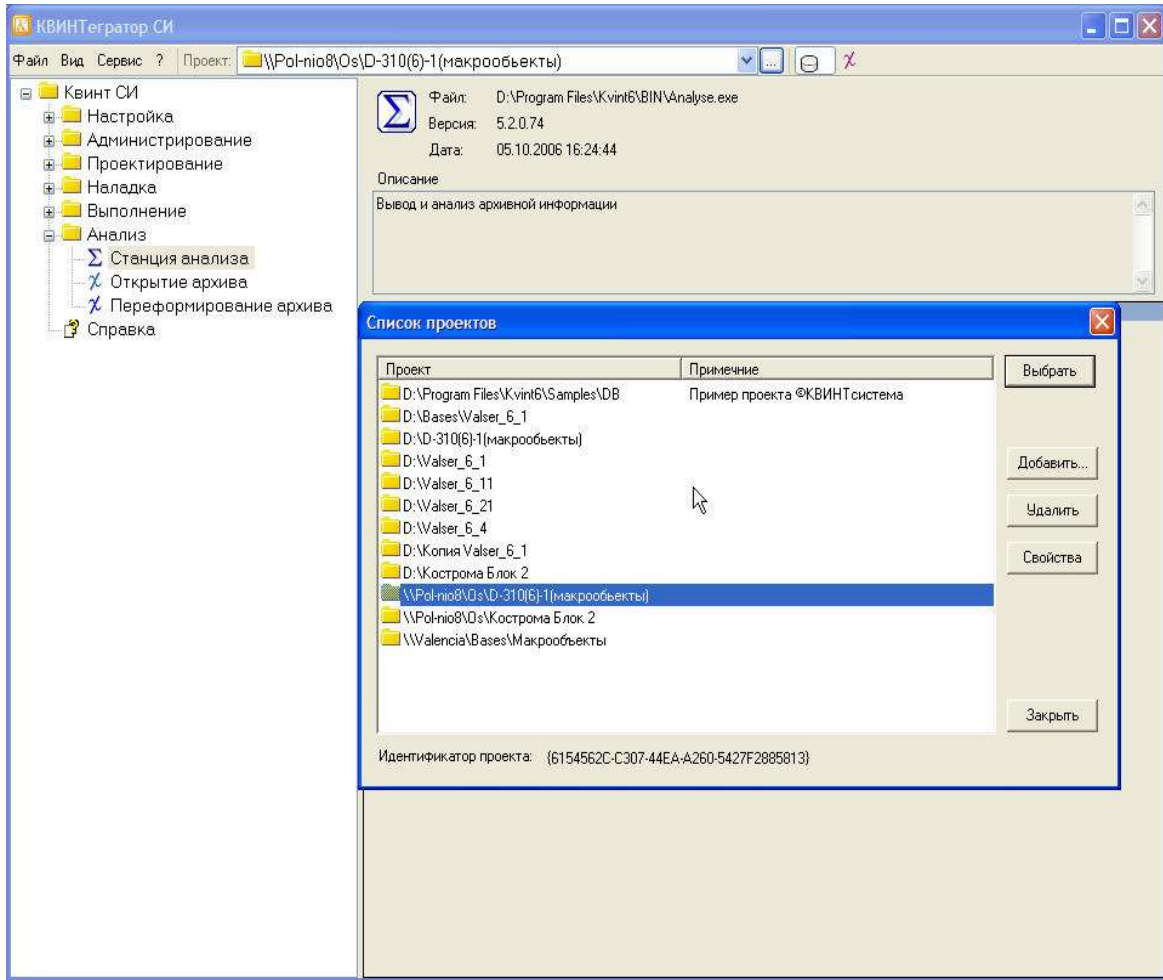 КВИНТегратор СИ
Файл Вид Сервис ? Проект: \\Pol-nio8\Os\D-310(6)-1(макрообьекты) ...
Квинт СИ
Настройка
Администрирование
Проектирование
Наладка
Выполнение
Анализ
Станция анализа
Открытие архива
Переформирование архива
Справка
Файл: D:\Program Files\Kvint6\BIN\Analyse.exe
Версия: 5.2.0.74
Дата: 05.10.2006 16:24:44
Описание
Вывод и анализ архивной информации
Список проектов
Проект Примечние
D:\Program Files\Kvint6\Samples\DB Пример проекта ©КВИНТсистема
D:\Bases\Valser_6_1
D:\D-310(6)-1(макрообьекты)
D:\Valser_6_1
D:\Valser_6_11
D:\Valser_6_21
D:\Valser_6_4
D:\Копия Valser_6_1
D:\Кострома Блок 2
\\Pol-nio8\Os\D-310(6)-1(макрообьекты)
\\Pol-nio8\Os\Кострома Блок 2
\\Valencia\Bases\Макрообъекты
Выбрать
Добавить...
Удалить
Свойства
Закрыть
Идентификатор проекта: {6154562C-C307-44EA-A260-5427F2885813}